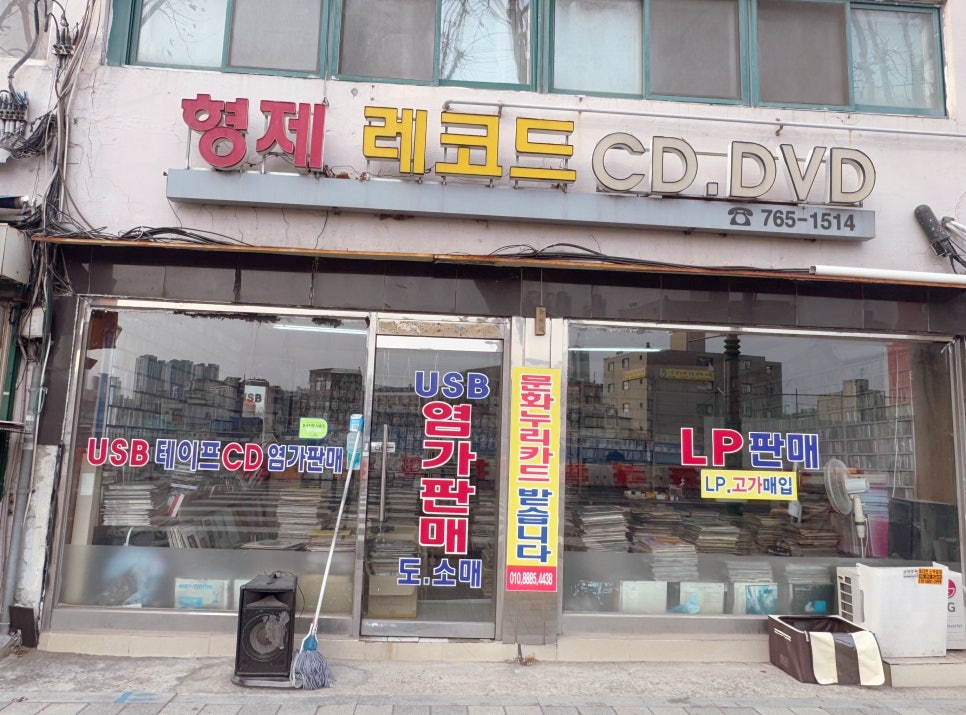 형제 레코드 CD.DVD
☎ 765-1514
USB 테이프 CD 염가판매
USB
염가판매
도.소매
문화누리카드 받습니다
010.8885.4438
LP 판매
LP.고가매입